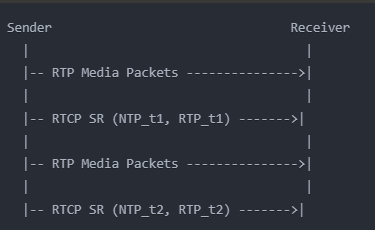 Sender                                Receiver
  |                                     |
  |-- RTP Media Packets --------------->|
  |                                     |
  |-- RTCP SR (NTP_t1, RTP_t1) ------->|
  |                                     |
  |-- RTP Media Packets --------------->|
  |                                     |
  |-- RTCP SR (NTP_t2, RTP_t2) ------->|